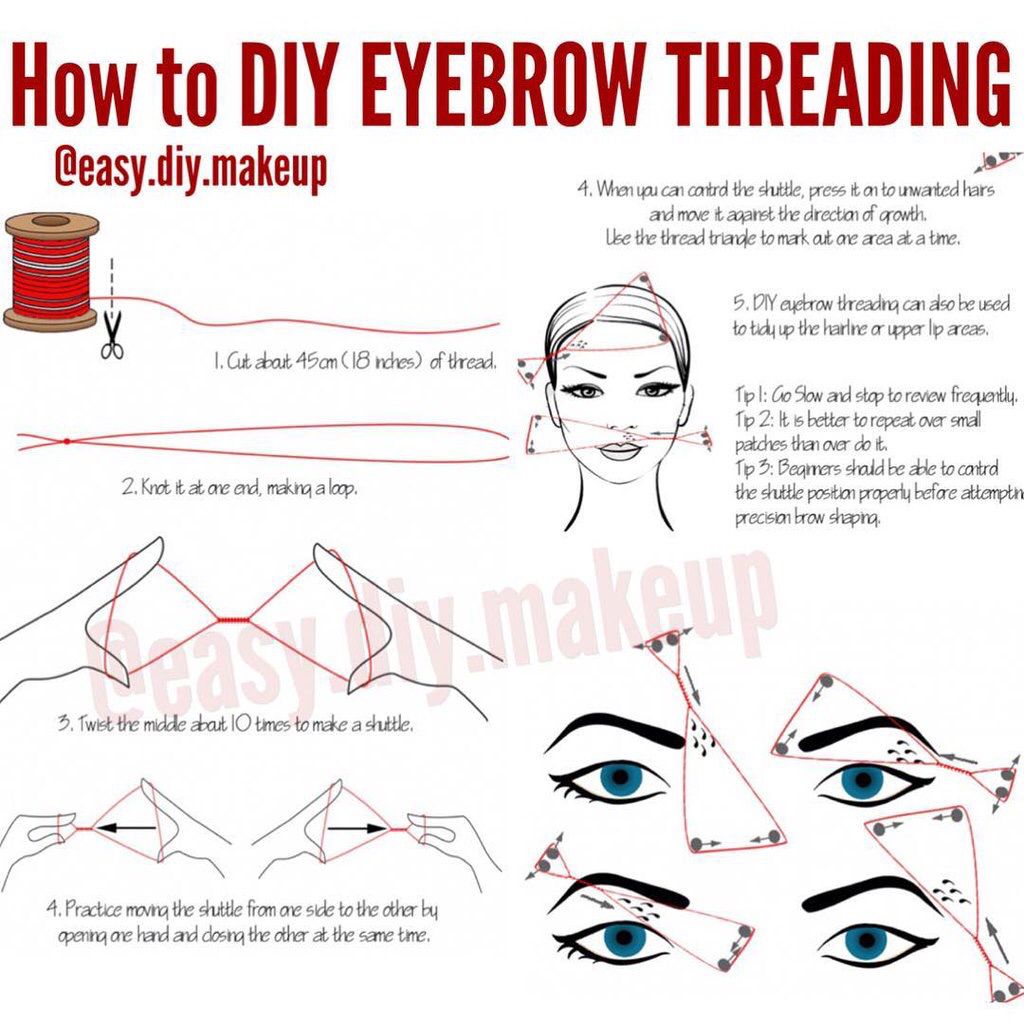 How to DIY EYEBROW THREADING
@easy.diy.makeup
1. Cut about 45cm (18 inches) of thread.
2. Knot it at one end, making a loop.
3. Twist the middle about 10 times to make a shuttle.
4. Practice moving the shuttle from one side to the other by
opening one hand and closing the other at the same time.
4. When you can control the shuttle, press it on to unwanted hairs
and move it against the direction of growth.
Use the thread triangle to mark out one area at a time.
5. DIY eyebrow threading can also be used
to tidy up the hairline or upper lip areas.
Tip 1: Go Slow and stop to review frequently.
Tip 2: It is better to repeat over small
patches than over do it.
Tip 3: Beginners should be able to control
the shuttle position properly before attemptin
precision brow shaping.
@easy.diy.makeup